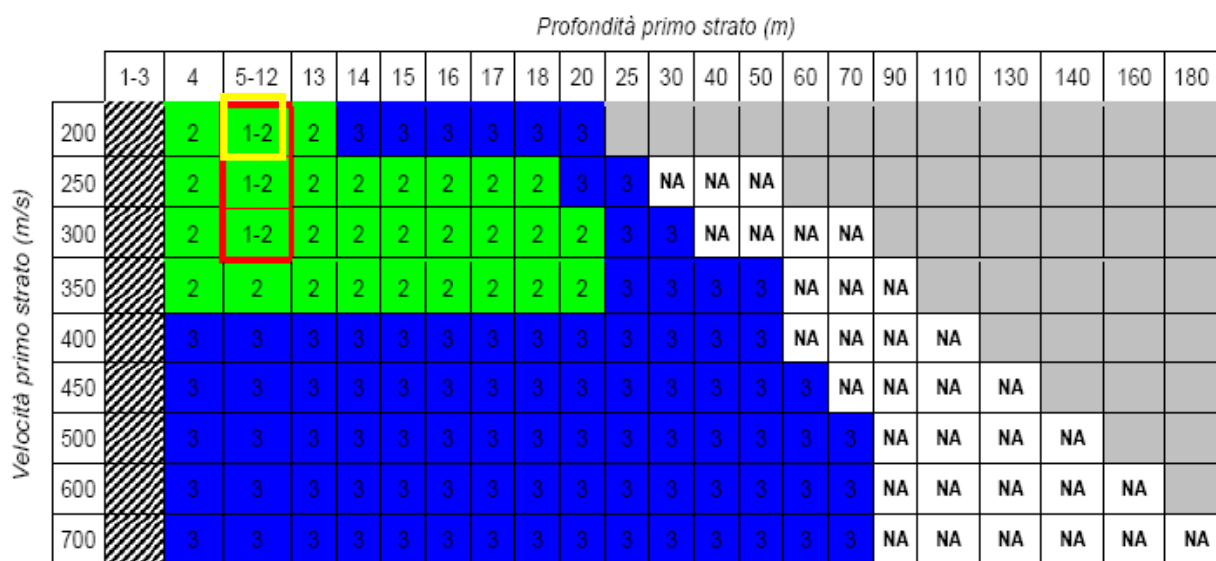 Profondità primo strato (m)
1-3 4 5-12 13 14 15 16 17 18 20 25 30 40 50 60 70 90 110 130 140 160 180
Velocità primo strato (m/s)
200 2 1-2 2 3 3 3 3 3 3
250 2 1-2 2 2 2 2 2 2 3 3 NA NA NA
300 2 1-2 2 2 2 2 2 2 2 3 3 NA NA NA NA
350 2 2 2 2 2 2 2 2 2 3 3 3 3 NA NA NA
400 3 3 3 3 3 3 3 3 3 3 3 3 3 NA NA NA NA
450 3 3 3 3 3 3 3 3 3 3 3 3 3 3 NA NA NA NA
500 3 3 3 3 3 3 3 3 3 3 3 3 3 3 3 NA NA NA NA
600 3 3 3 3 3 3 3 3 3 3 3 3 3 3 3 NA NA NA NA NA
700 3 3 3 3 3 3 3 3 3 3 3 3 3 3 3 NA NA NA NA NA NA